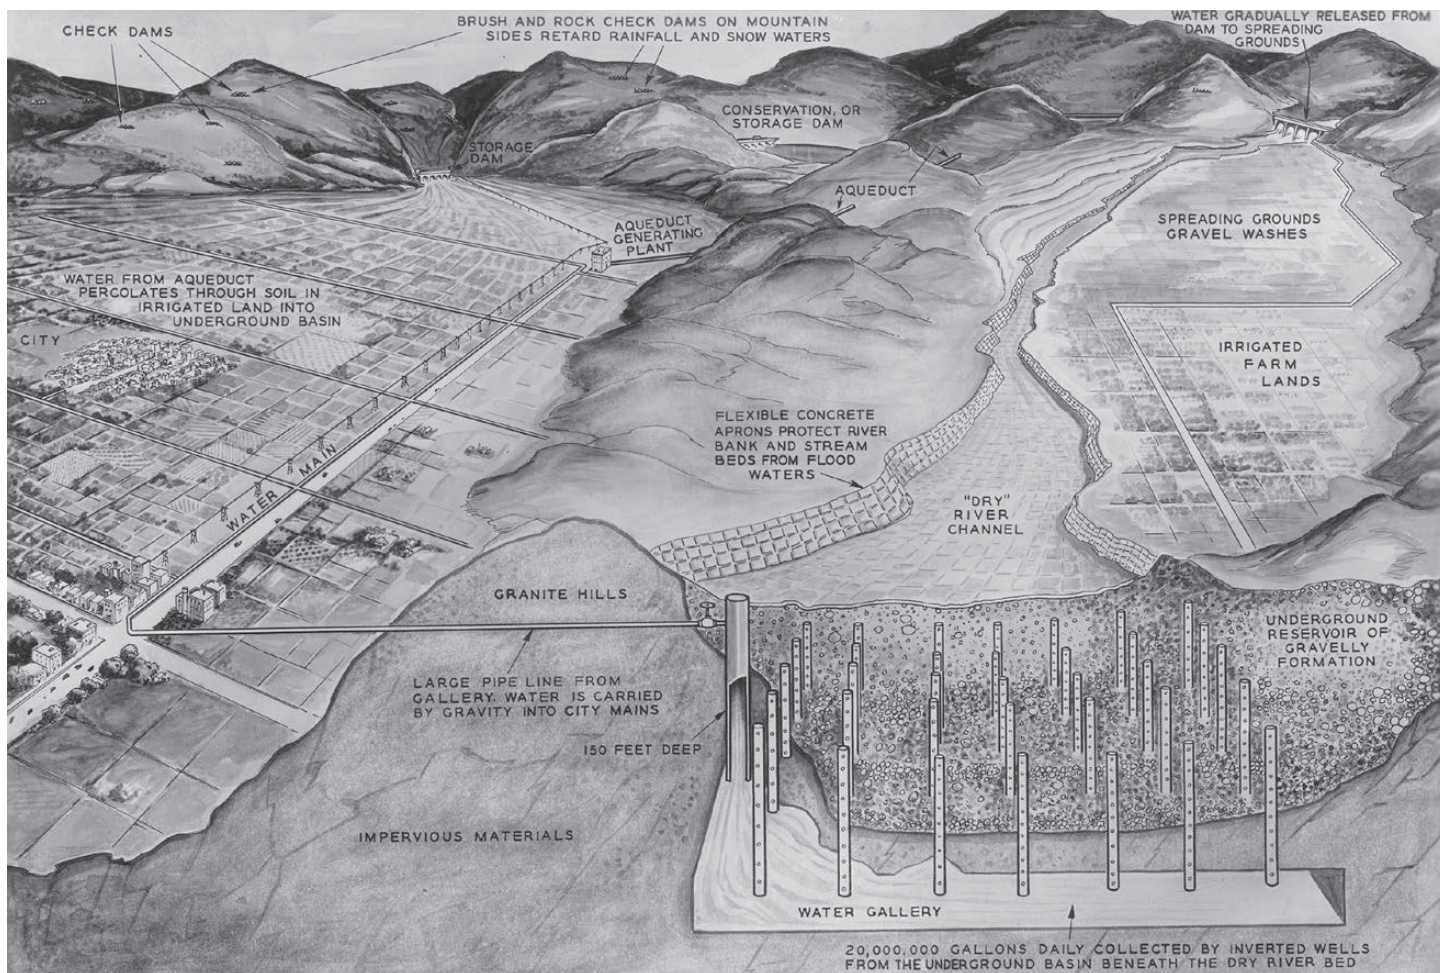 CHECK DAMS
BRUSH AND ROCK CHECK DAMS ON MOUNTAIN
SIDES RETARD RAINFALL AND SNOW WATERS
WATER GRADUALLY RELEASED FROM
DAM TO SPREADING
GROUNDS
CONSERVATION, OR
STORAGE DAM
STORAGE
DAM
AQUEDUCT
AQUEDUCT
GENERATING
PLANT
SPREADING GROUNDS
GRAVEL WASHES
WATER FROM AQUEDUCT
PERCOLATES THROUGH SOIL IN
IRRIGATED LAND INTO
UNDERGROUND BASIN
CITY
IRRIGATED
FARM
LANDS
FLEXIBLE CONCRETE
APRONS PROTECT RIVER
BANK AND STREAM
BEDS FROM FLOOD
WATERS
WATER MAIN
"DRY"
RIVER
CHANNEL
GRANITE HILLS
UNDERGROUND
RESERVOIR OF
GRAVELLY
FORMATION
LARGE PIPE LINE FROM
GALLERY. WATER IS CARRIED
BY GRAVITY INTO CITY MAINS
150 FEET DEEP
IMPERVIOUS MATERIALS
WATER GALLERY
20,000,000 GALLONS DAILY COLLECTED BY INVERTED WELLS
FROM THE UNDERGROUND BASIN BENEATH THE DRY RIVER BED